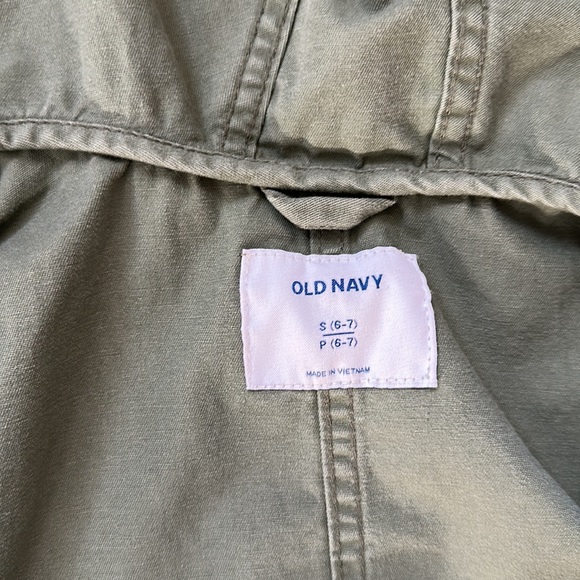 OLD NAVY
S (6-7)
P (6-7)
MADE IN VIETNAM